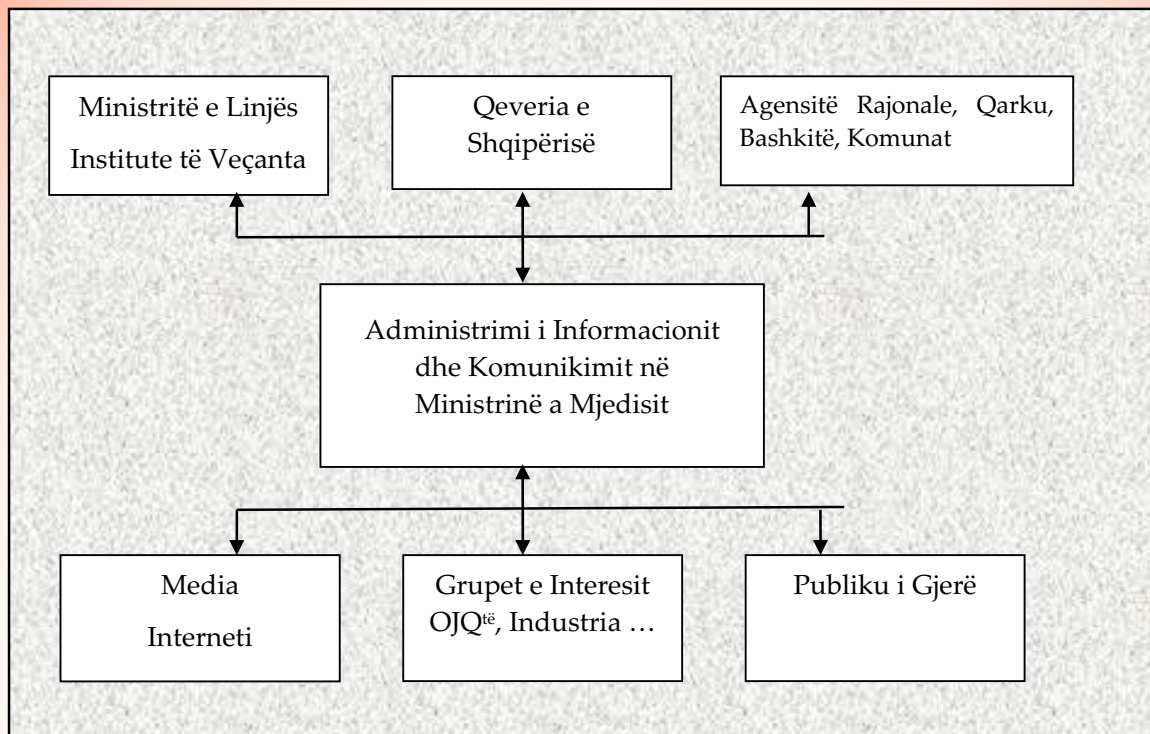 Ministritë e Linjës
Institute të Veçanta
Qeveria e
Shqipërisë
Agensitë Rajonale, Qarku,
Bashkitë, Komunat
Administrimi i Informacionit
dhe Komunikimit në
Ministrinë a Mjedisit
Media
Interneti
Grupet e Interesit
OJQtë, Industria …
Publiku i Gjerë